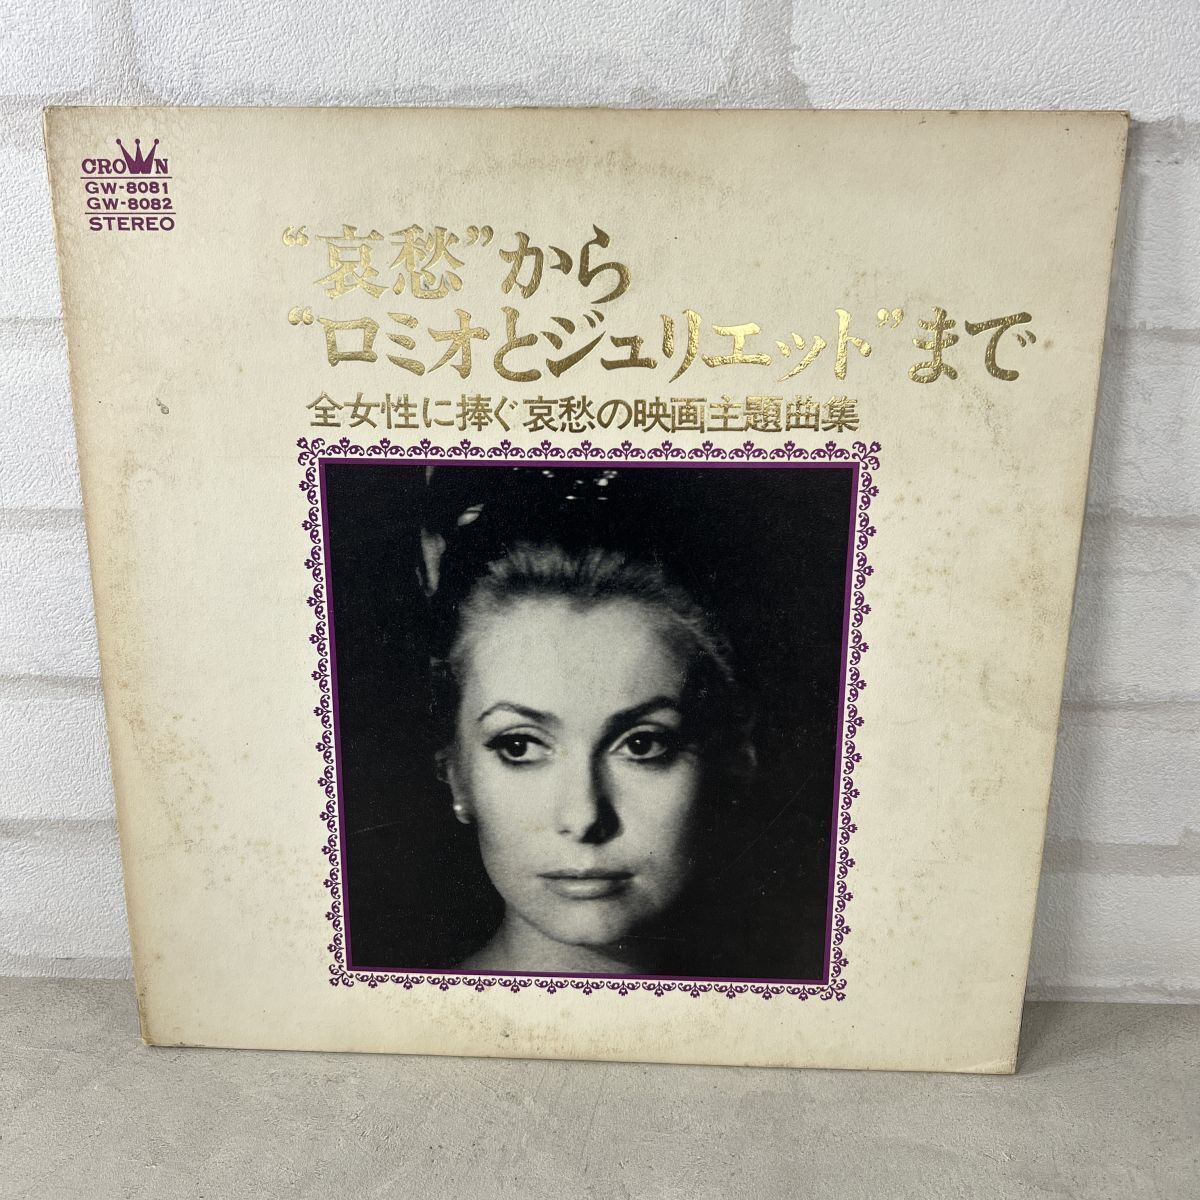 CROWN
GW-8081
GW-8082
STEREO
“哀愁”から
“ロミオとジュリエット”まで
全女性に捧ぐ哀愁の映画主題曲集